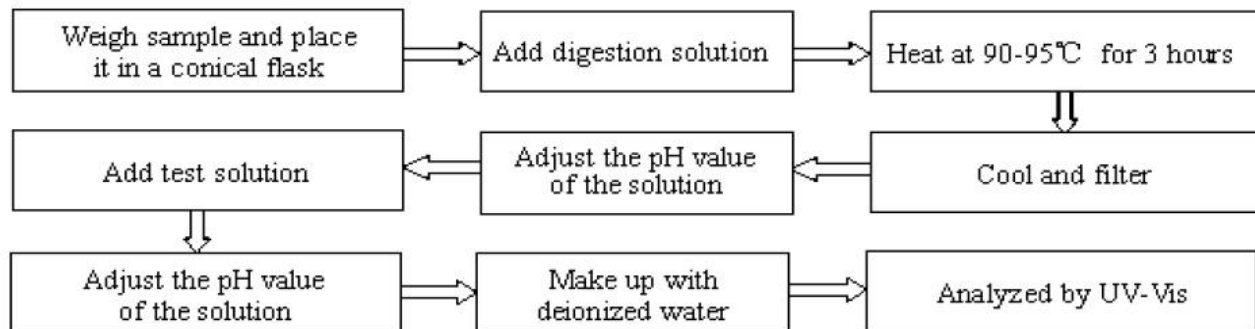 Weigh sample and place
it in a conical flask
Add digestion solution
Heat at 90-95℃ for 3 hours
Cool and filter
Adjust the pH value
of the solution
Add test solution
Adjust the pH value
of the solution
Make up with
deionized water
Analyzed by UV-Vis